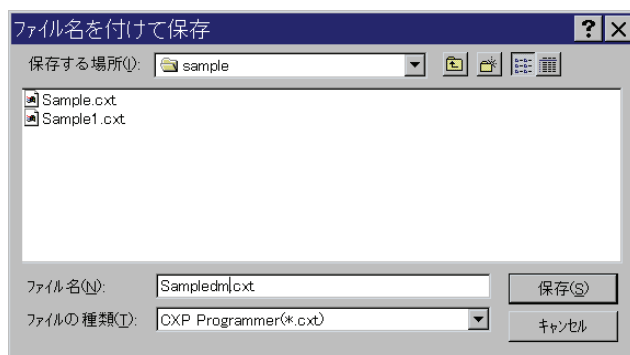 ファイル名を付けて保存
保存する場所(I): sample
Sample.cxt
Sample1.cxt
ファイル名(N): Sampledm.cxt 保存(S)
ファイルの種類(T): CXP Programmer(*.cxt) キャンセル